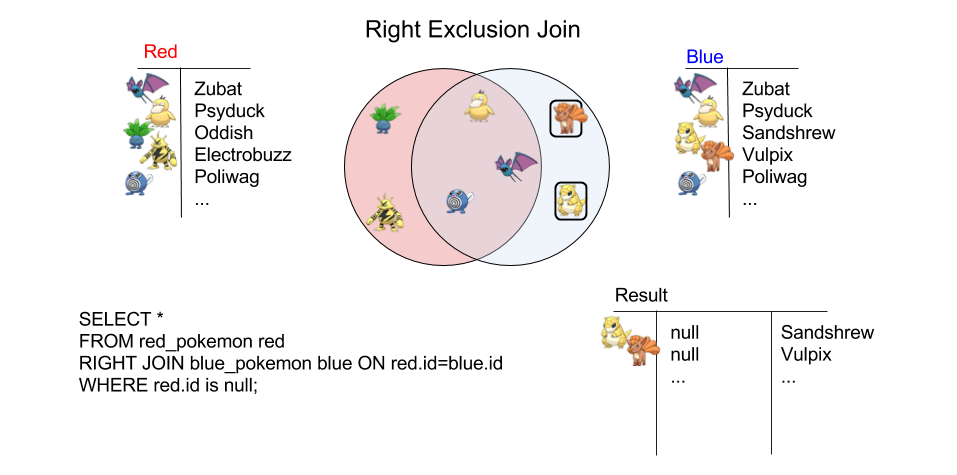 Right Exclusion Join
Red
Zubat
Psyduck
Oddish
Electrobuzz
Poliwag
...
Blue
Zubat
Psyduck
Sandshrew
Vulpix
Poliwag
...
SELECT *
FROM red_pokemon red
RIGHT JOIN blue_pokemon blue ON red.id=blue.id
WHERE red.id is null;
Result
null Sandshrew
null Vulpix
... ...